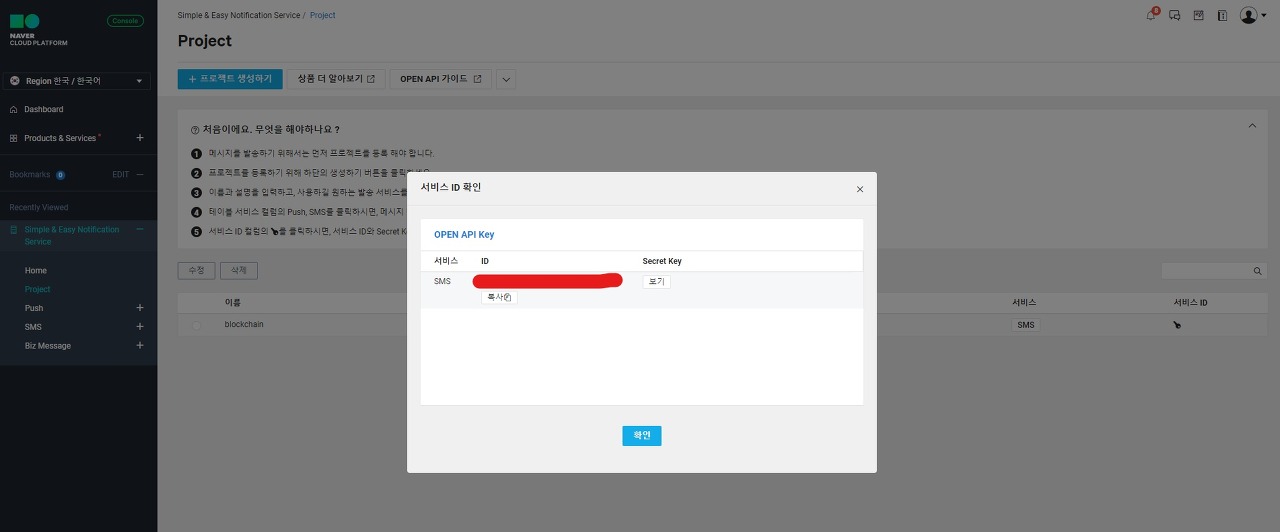 NAVER
CLOUD PLATFORM
Console
Region 한국 / 한국어
Dashboard
Products & Services
Bookmarks 0 EDIT
Recently Viewed
Simple & Easy Notification
Service
Home
Project
Push
SMS
Biz Message
Simple & Easy Notification Service / Project
8
Project
+ 프로젝트 생성하기
상품 더 알아보기
OPEN API 가이드
처음이에요. 무엇을 해야하나요 ?
1 메시지를 발송하기 위해서는 먼저 프로젝트를 등록 해야 합니다.
2 프로젝트를 등록하기 위해 하단의 생성하기 버튼을
3 이름과 설명을 입력하고, 사용하길 원하는 발송 서비스를
4 테이블 서비스 컬럼의 Push, SMS를 클릭하시면, 메시지
5 서비스 ID 컬럼의 를 클릭하시면, 서비스 ID와 Secret
수정 삭제
이름 서비스 서비스 ID
blockchain SMS
서비스 ID 확인
OPEN API Key
서비스 ID Secret Key
SMS 보기
복사
확인